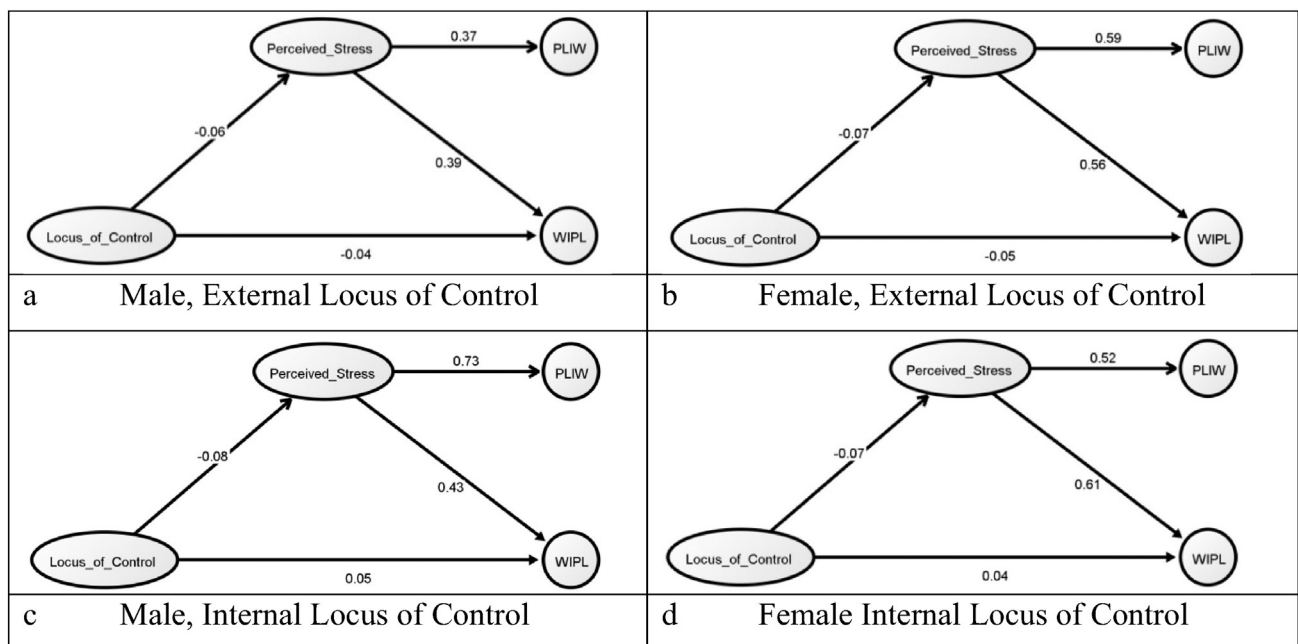 Perceived_Stress
0.37
PLIW
-0.06
0.39
Locus_of_Control
-0.04
WIPL
a Male, External Locus of Control
Perceived_Stress
0.59
PLIW
-0.07
0.56
Locus_of_Control
-0.05
WIPL
b Female, External Locus of Control
Perceived_Stress
0.73
PLIW
-0.08
0.43
Locus_of_Control
0.05
WIPL
c Male, Internal Locus of Control
Perceived_Stress
0.52
PLIW
-0.07
0.61
Locus_of_Control
0.04
WIPL
d Female Internal Locus of Control